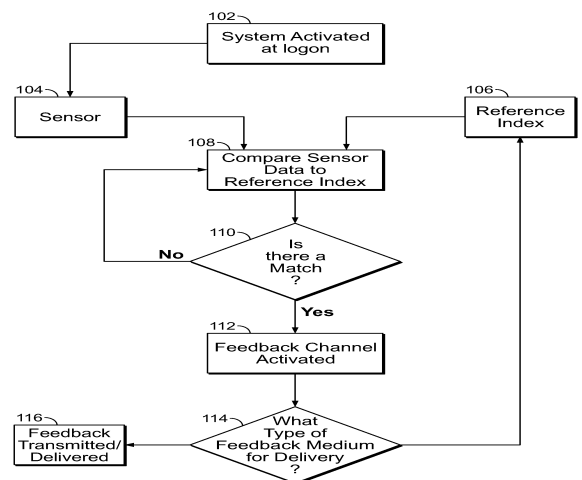 102
System Activated
at logon
104
Sensor
106
Reference
Index
108
Compare Sensor
Data to
Reference Index
110
Is
there a
Match
?
No
Yes
112
Feedback Channel
Activated
114
What
Type of
Feedback Medium
for Delivery
?
116
Feedback
Transmitted/
Delivered